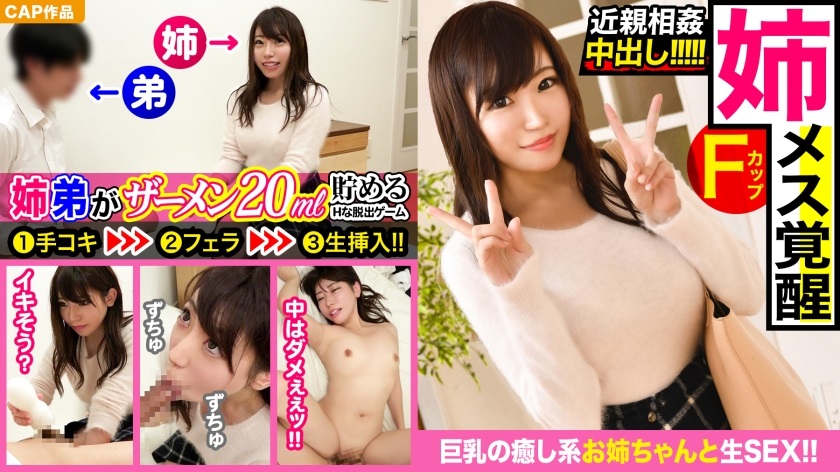 CAP作品
姉→
←弟
姉弟がザーメン20ml貯める
Hな脱出ゲーム
❶手コキ ❷フェラ ❸生挿入!!
イキそう?
ずちゅ
ずちゅ
中はダメぇぇッ!!
近親相姦
中出し!!!!!
姉メス覚醒
Fカップ
巨乳の癒し系お姉ちゃんと生SEX!!